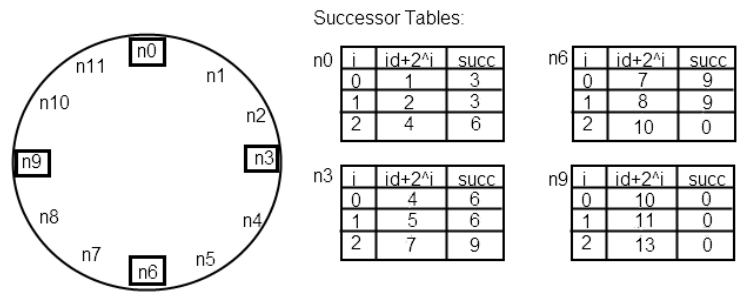 Successor Tables:
n0
n11
n1
n10
n2
n9
n3
n8
n4
n7
n5
n6
n0 i id+2^i succ
0 1 3
1 2 3
2 4 6
n6 i id+2^i succ
0 7 9
1 8 9
2 10 0
n3 i id+2^i succ
0 4 6
1 5 6
2 7 9
n9 i id+2^i succ
0 10 0
1 11 0
2 13 0